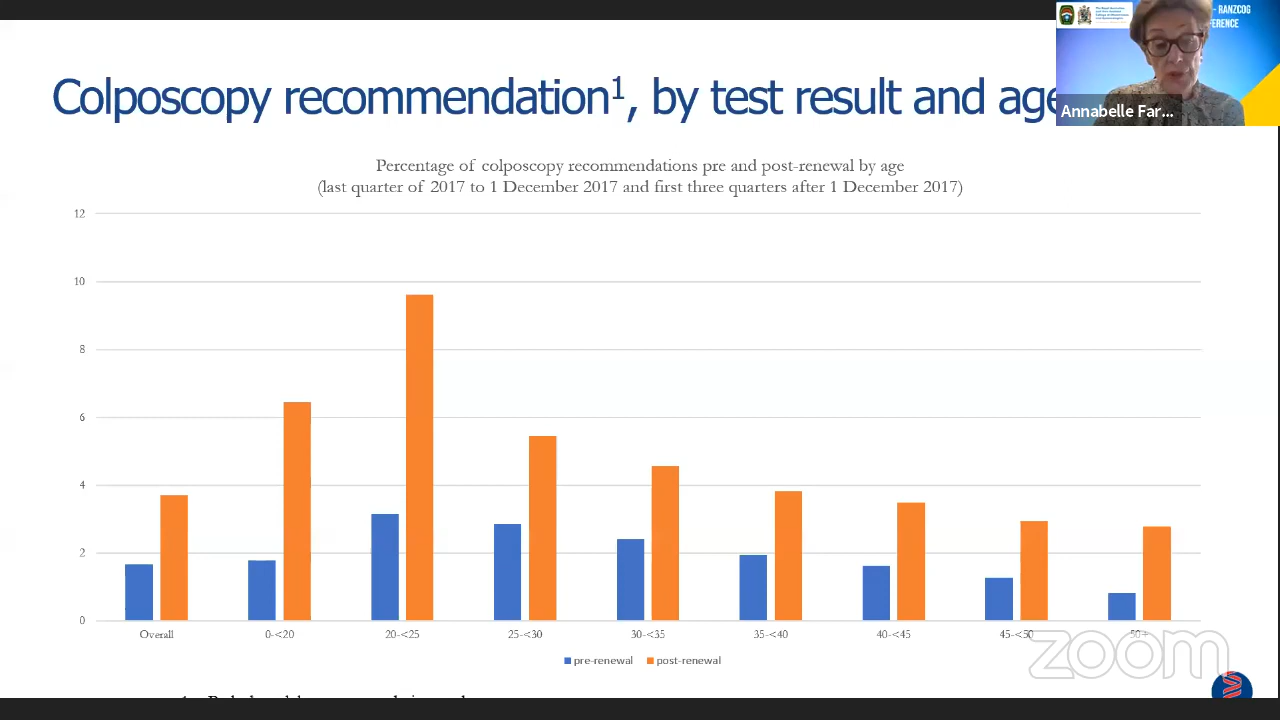 - RANZCOG
FERENCE
Annabelle Far...
Colposcopy recommendation¹, by test result and age
Percentage of colposcopy recommendations pre and post-renewal by age
(last quarter of 2017 to 1 December 2017 and first three quarters after 1 December 2017)
12
10
8
6
4
2
0
Overall 0-<20 20-<25 25-<30 30-<35 35-<40 40-<45 45-<50 50+
pre-renewal post-renewal
zoom